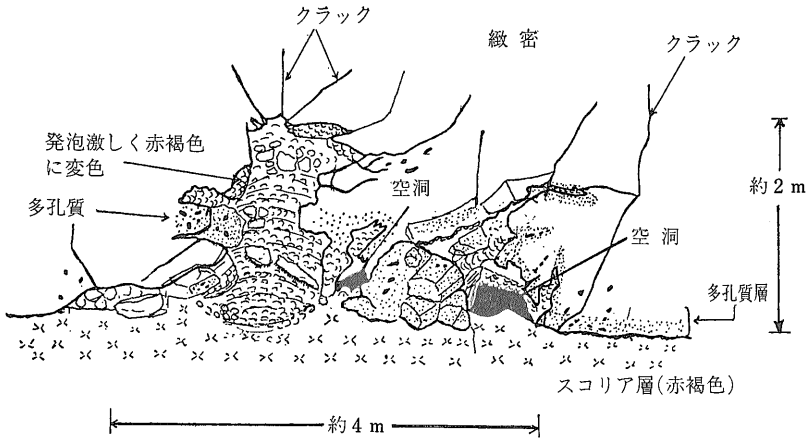 クラック
緻密
クラック
発泡激しく赤褐色
に変色
多孔質
空洞
約2m
空洞
多孔質層
スコリア層(赤褐色)
約4m